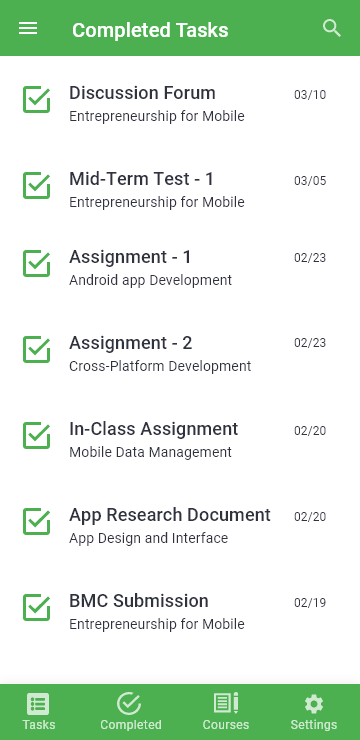 Completed Tasks
Discussion Forum 03/10
Entrepreneurship for Mobile
Mid-Term Test - 1 03/05
Entrepreneurship for Mobile
Assignment - 1 02/23
Android app Development
Assignment - 2 02/23
Cross-Platform Development
In-Class Assignment 02/20
Mobile Data Management
App Research Document 02/20
App Design and Interface
BMC Submission 02/19
Entrepreneurship for Mobile
Tasks Completed Courses Settings